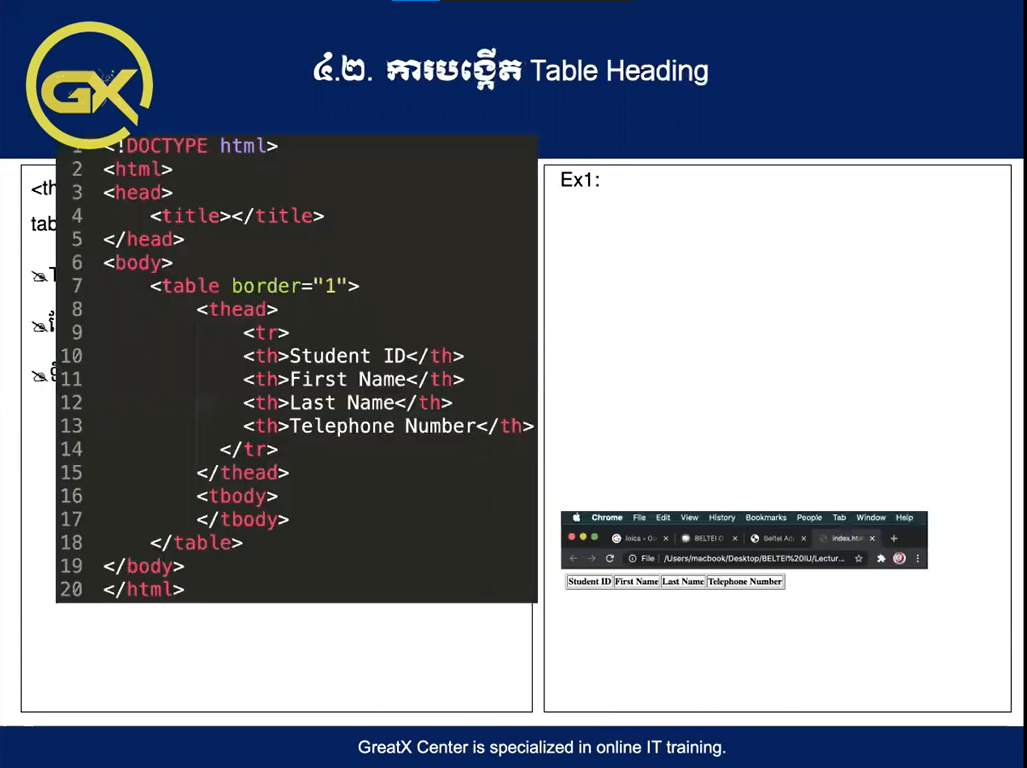 GX
៤.២. ការបង្កើត Table Heading
<th
tab
1 <!DOCTYPE html>
2 <html>
3 <head>
4 <title></title>
5 </head>
6 <body>
7 <table border="1">
8 <thead>
9 <tr>
10 <th>Student ID</th>
11 <th>First Name</th>
12 <th>Last Name</th>
13 <th>Telephone Number</th>
14 </tr>
15 </thead>
16 <tbody>
17 </tbody>
18 </table>
19 </body>
20 </html>
Ex1:
Chrome File Edit View History Bookmarks People Tab Window Help
BELTEI Beltei index.htm
File /Users/macbook/Desktop/BELTEI%20IU/Lectur...
Student ID First Name Last Name Telephone Number
GreatX Center is specialized in online IT training.